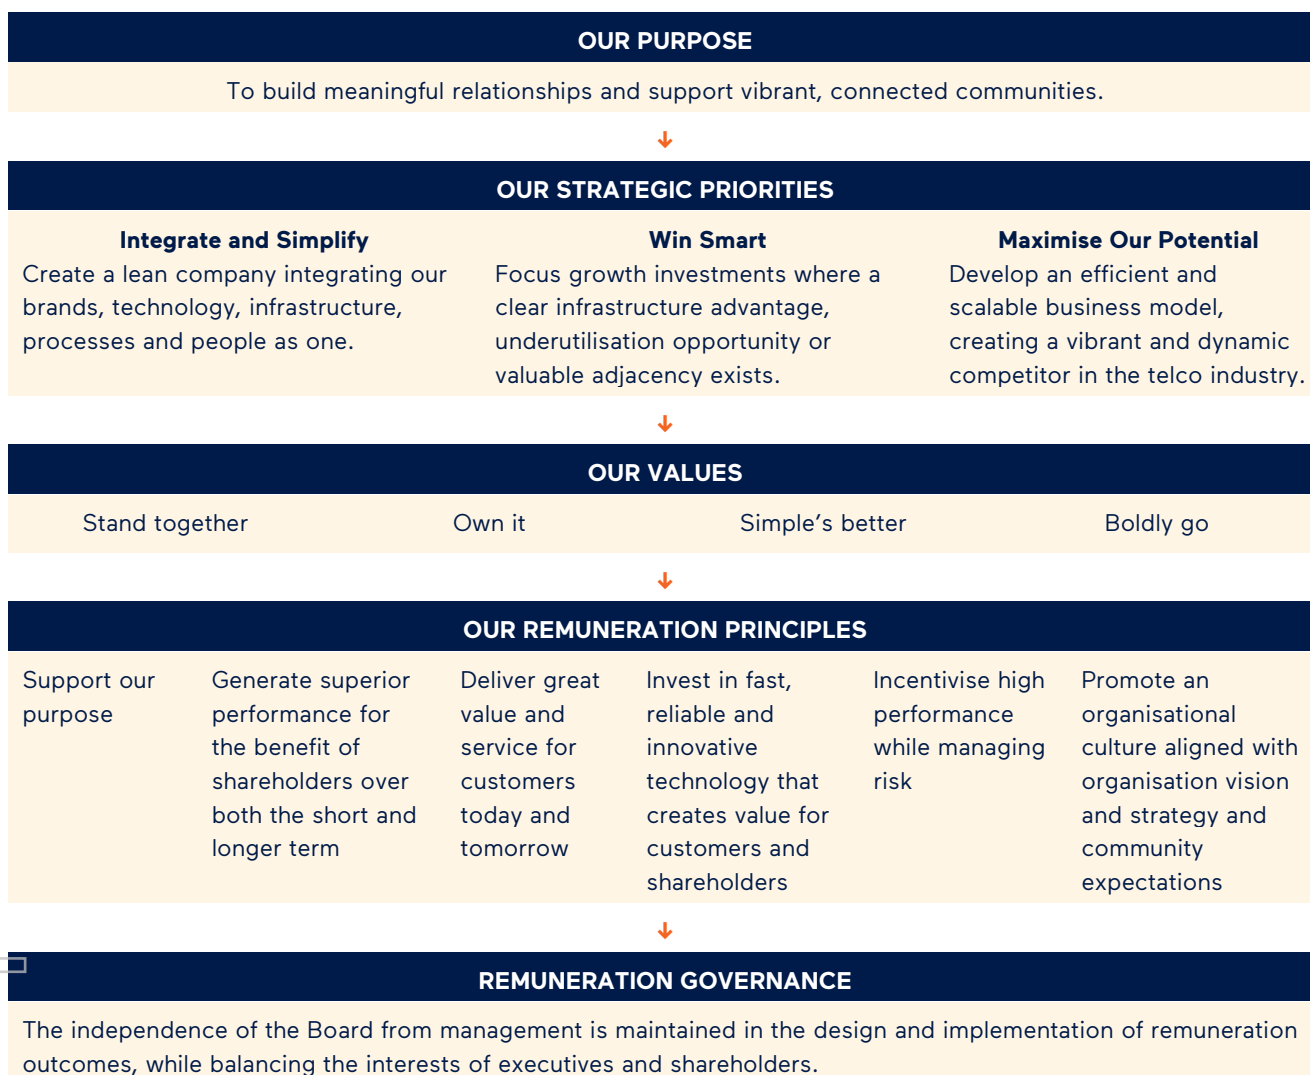 OUR PURPOSE
To build meaningful relationships and support vibrant, connected communities.
OUR STRATEGIC PRIORITIES
Integrate and Simplify
Create a lean company integrating our
brands, technology, infrastructure,
processes and people as one.
Win Smart
Focus growth investments where a
clear infrastructure advantage,
underutilisation opportunity or
valuable adjacency exists.
Maximise Our Potential
Develop an efficient and
scalable business model,
creating a vibrant and dynamic
competitor in the telco industry.
OUR VALUES
Stand together
Own it
Simple’s better
Boldly go
OUR REMUNERATION PRINCIPLES
Support our
purpose
Generate superior
performance for
the benefit of
shareholders over
both the short and
longer term
Deliver great
value and
service for
customers
today and
tomorrow
Invest in fast,
reliable and
innovative
technology that
creates value for
customers and
shareholders
Incentivise high
performance
while managing
risk
Promote an
organisational
culture aligned with
organisation vision
and strategy and
community
expectations
REMUNERATION GOVERNANCE
The independence of the Board from management is maintained in the design and implementation of remuneration
outcomes, while balancing the interests of executives and shareholders.